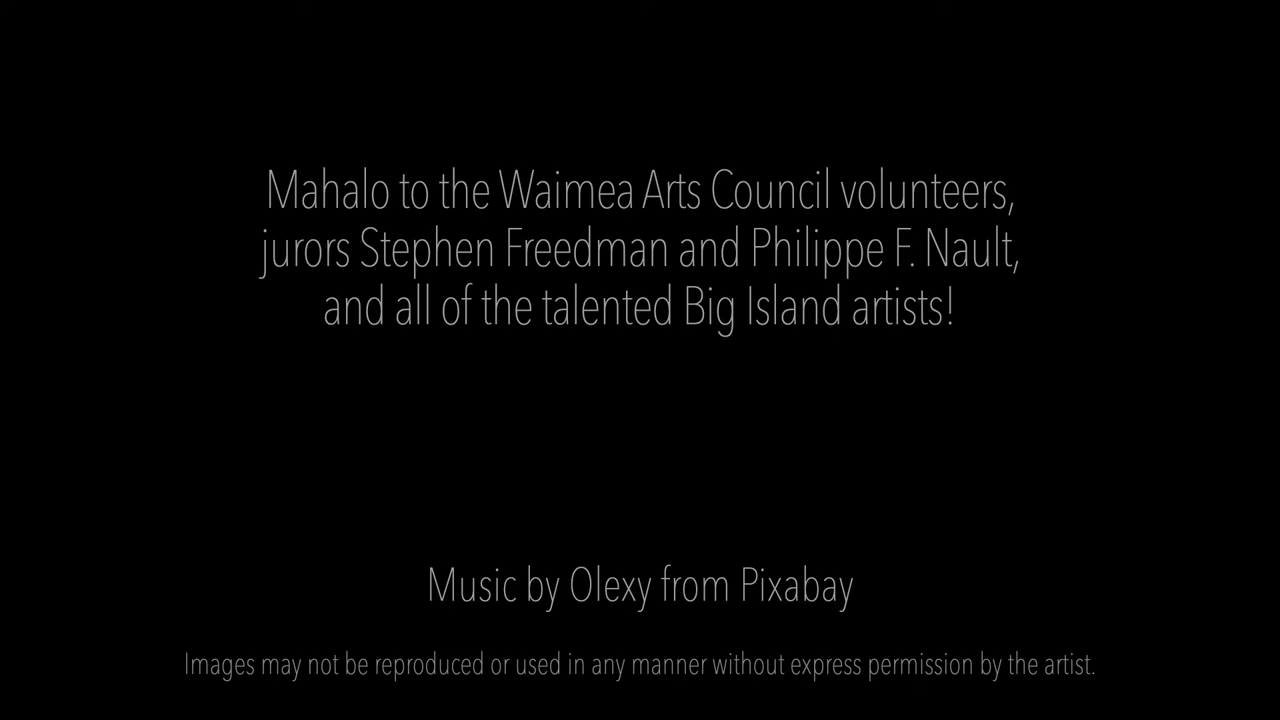 Mahalo to the Waimea Arts Council volunteers,
jurors Stephen Freedman and Philippe F. Nault,
and all of the talented Big Island artists!
Music by Olexy from Pixabay
Images may not be reproduced or used in any manner without express permission by the artist.